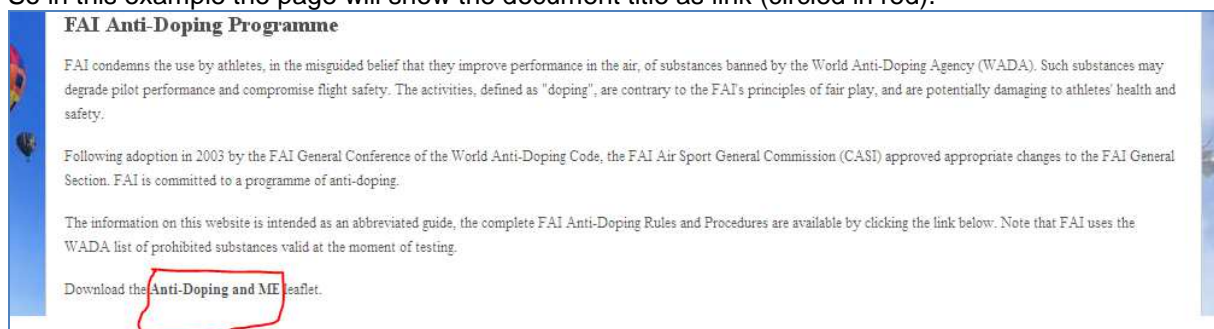 So in this example the page will show the document title as link (circled in red).
FAI Anti-Doping Programme
FAI condemns the use by athletes, in the misguided belief that they improve performance in the air, of substances banned by the World Anti-Doping Agency (WADA). Such substances may
degrade pilot performance and compromise flight safety. The activities, defined as "doping", are contrary to the FAI's principles of fair play, and are potentially damaging to athletes' health and
safety.
Following adoption in 2003 by the FAI General Conference of the World Anti-Doping Code, the FAI Air Sport General Commission (CASI) approved appropriate changes to the FAI General
Section. FAI is committed to a programme of anti-doping.
The information on this website is intended as an abbreviated guide, the complete FAI Anti-Doping Rules and Procedures are available by clicking the link below. Note that FAI uses the
WADA list of prohibited substances valid at the moment of testing.
Download the Anti-Doping and ME leaflet.